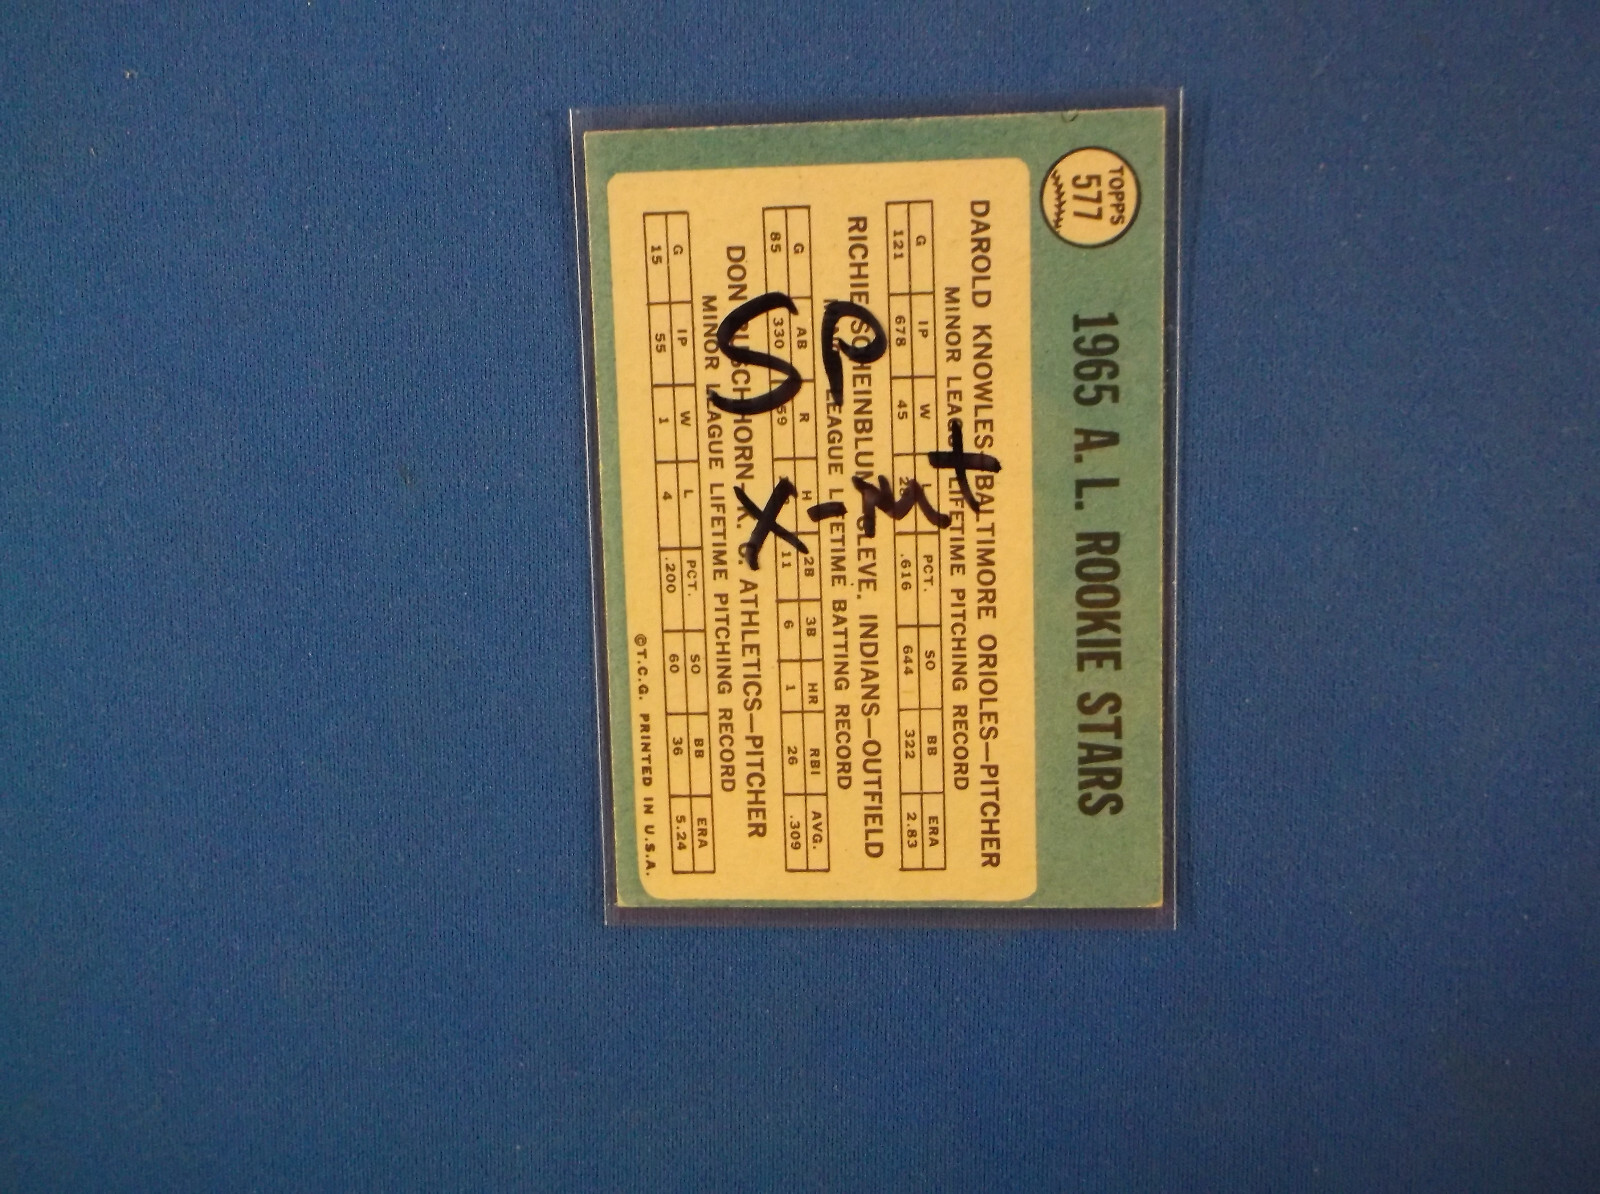 TOPPS
577
1965 A. L. ROOKIE STARS
DAROLD KNOWLES—BALTIMORE ORIOLES—PITCHER
MINOR LEAGUE LIFETIME PITCHING RECORD
G IP W L PCT. SO BB ERA
121 678 45 28 .616 644 322 2.83
RICHIE SCHEINBLUM—CLEVE. INDIANS—OUTFIELD
LEAGUE LIFETIME BATTING RECORD
G AB R H 2B 3B HR RBI AVG.
85 330 59 11 6 1 26 .309
DON BUSCHHORN—K. C. ATHLETICS—PITCHER
MINOR LEAGUE LIFETIME PITCHING RECORD
G IP W L PCT. SO BB ERA
15 55 1 4 .200 60 36 5.24
©T.C.G. PRINTED IN U.S.A.